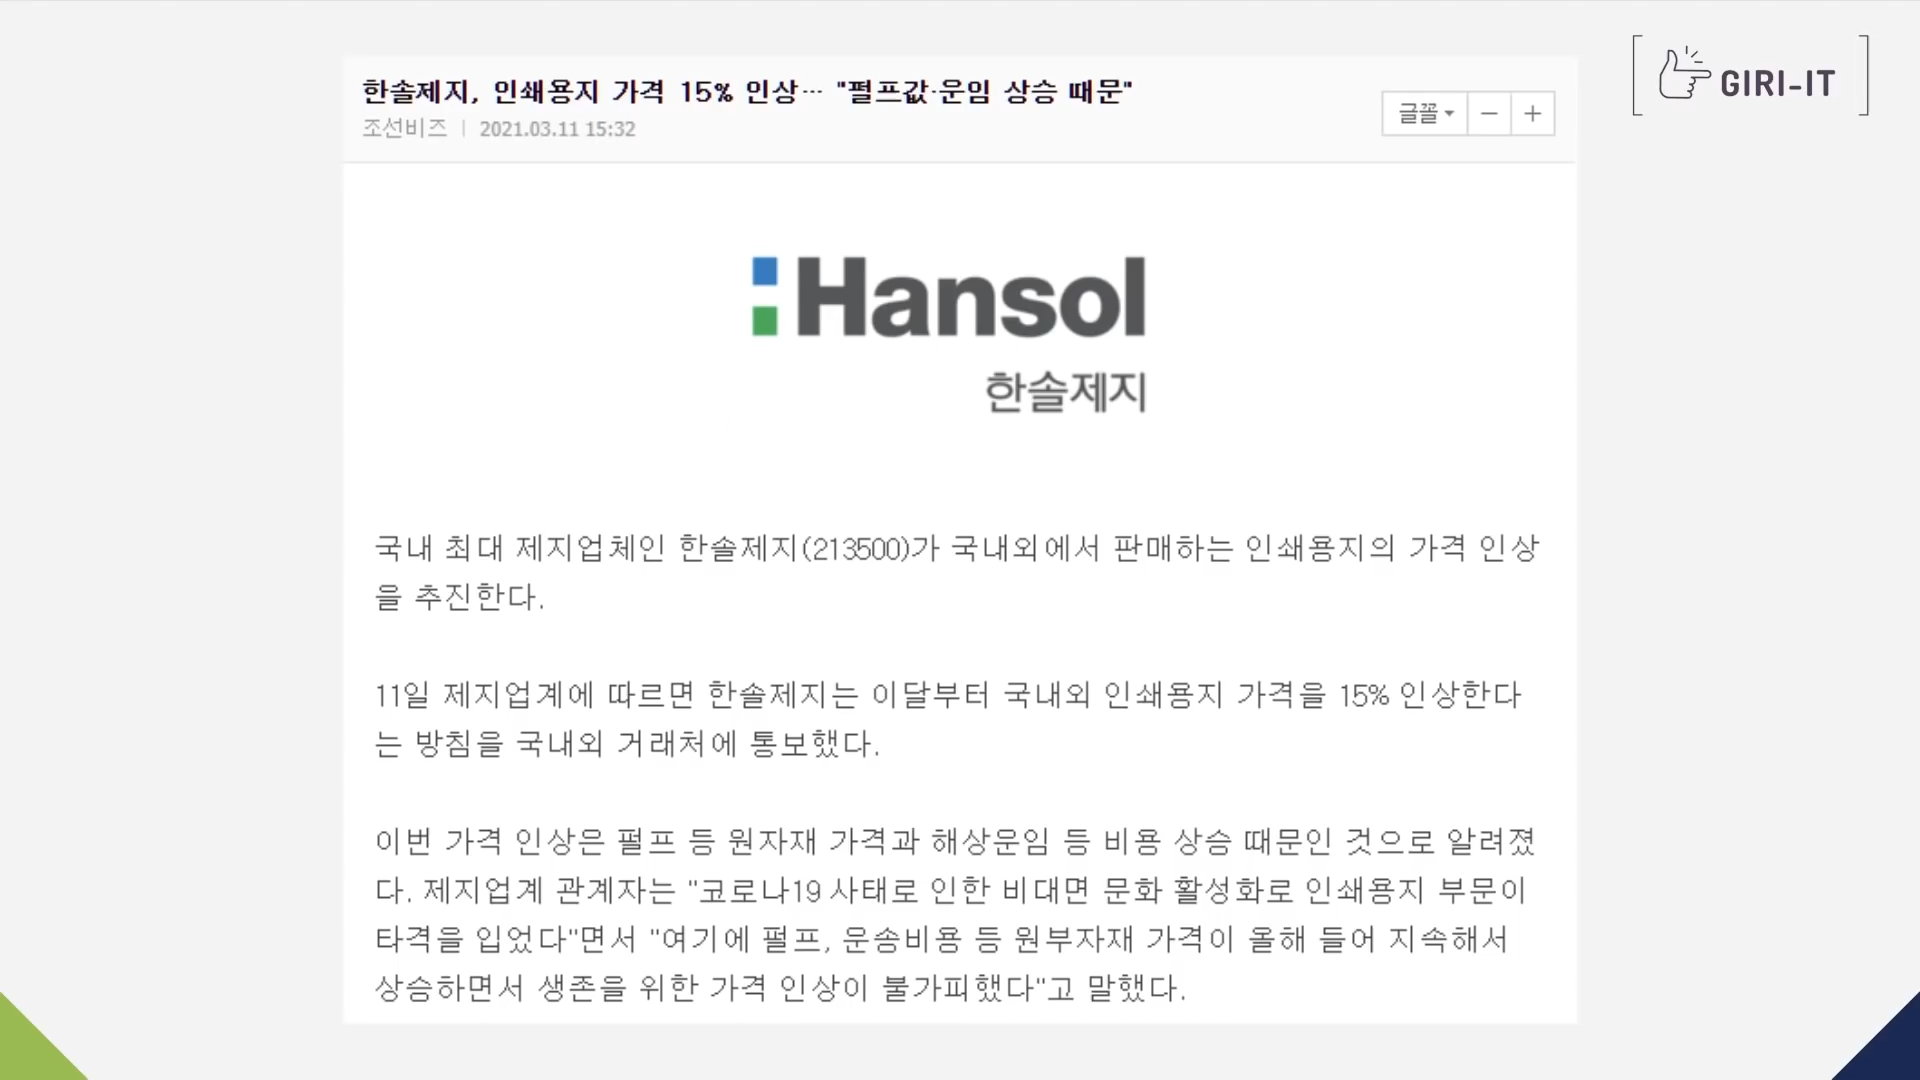 한솔제지, 인쇄용지 가격 15% 인상… "펄프값·운임 상승 때문"
조선비즈 | 2021.03.11 15:32
글꼴
GIRI-IT
Hansol
한솔제지
국내 최대 제지업체인 한솔제지(213500)가 국내외에서 판매하는 인쇄용지의 가격 인상
을 추진한다.
11일 제지업계에 따르면 한솔제지는 이달부터 국내외 인쇄용지 가격을 15% 인상한다
는 방침을 국내외 거래처에 통보했다.
이번 가격 인상은 펄프 등 원자재 가격과 해상운임 등 비용 상승 때문인 것으로 알려졌
다. 제지업계 관계자는 "코로나19 사태로 인한 비대면 문화 활성화로 인쇄용지 부문이
타격을 입었다"면서 "여기에 펄프, 운송비용 등 원부자재 가격이 올해 들어 지속해서
상승하면서 생존을 위한 가격 인상이 불가피했다"고 말했다.